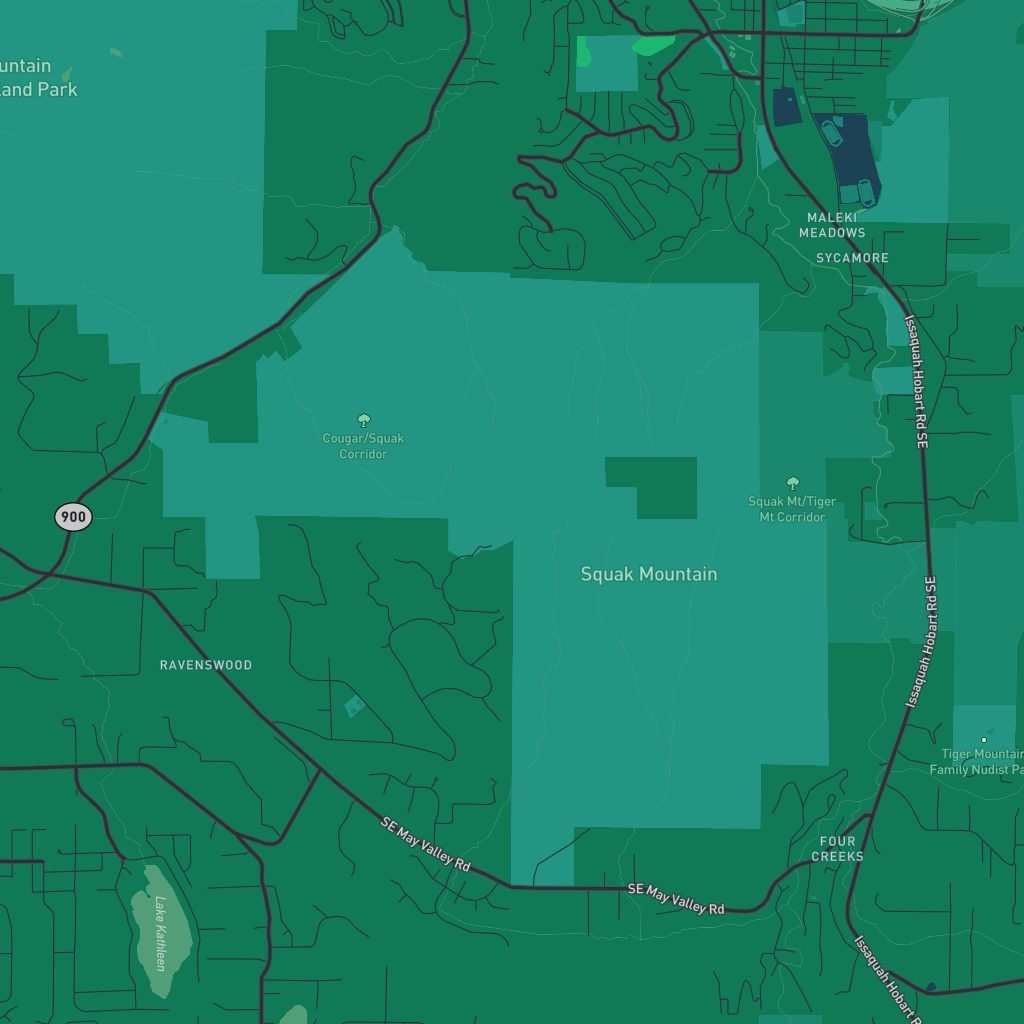 untain
land Park
MALEKI
MEADOWS
SYCAMORE
Issaquah Hobart Rd SE
Cougar/Squak
Corridor
Squak Mt/Tiger
Mt Corridor
900
Squak Mountain
Issaquah Hobart Rd SE
RAVENSWOOD
Tiger Mountain
Family Nudist Pa
SE May Valley Rd
FOUR
CREEKS
SE May Valley Rd
Lake Kathleen
Issaquah Hobart R